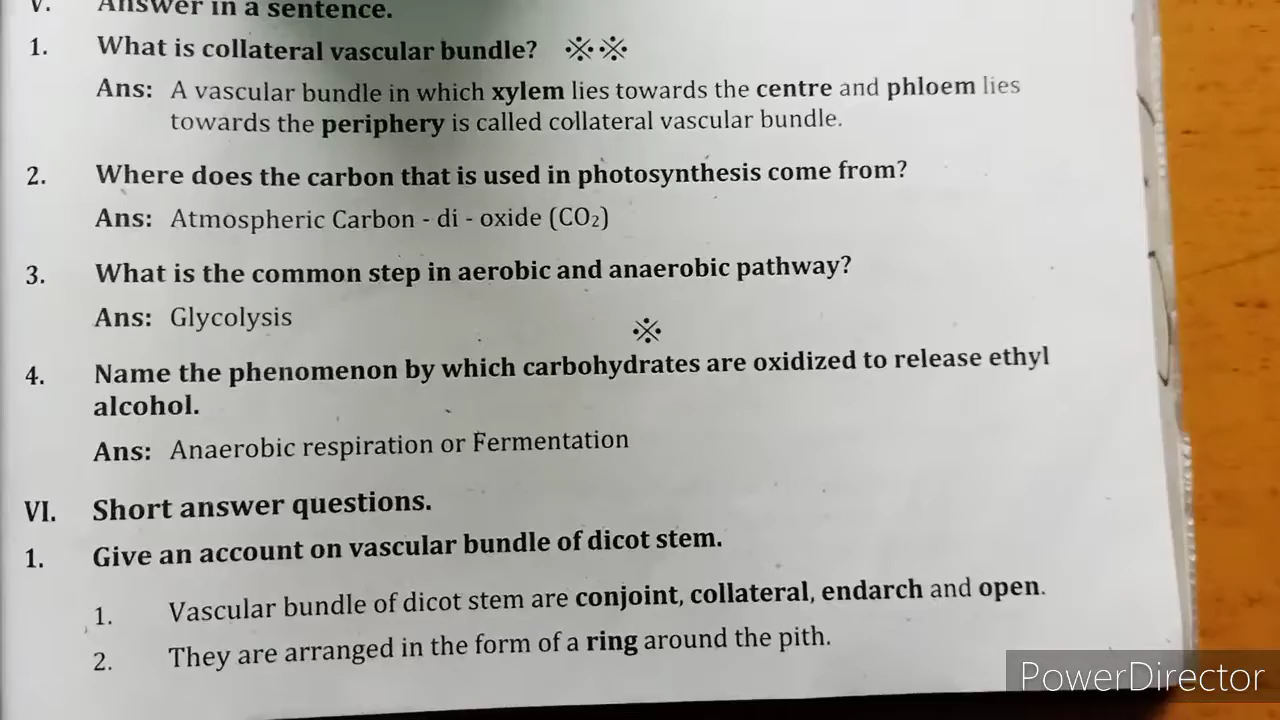 V. Answer in a sentence.
1. What is collateral vascular bundle? ※※
Ans: A vascular bundle in which xylem lies towards the centre and phloem lies
towards the periphery is called collateral vascular bundle.
2. Where does the carbon that is used in photosynthesis come from?
Ans: Atmospheric Carbon - di - oxide (CO₂)
3. What is the common step in aerobic and anaerobic pathway?
Ans: Glycolysis
※
4. Name the phenomenon by which carbohydrates are oxidized to release ethyl
alcohol.
Ans: Anaerobic respiration or Fermentation
VI. Short answer questions.
1. Give an account on vascular bundle of dicot stem.
1. Vascular bundle of dicot stem are conjoint, collateral, endarch and open.
2. They are arranged in the form of a ring around the pith.
PowerDirector